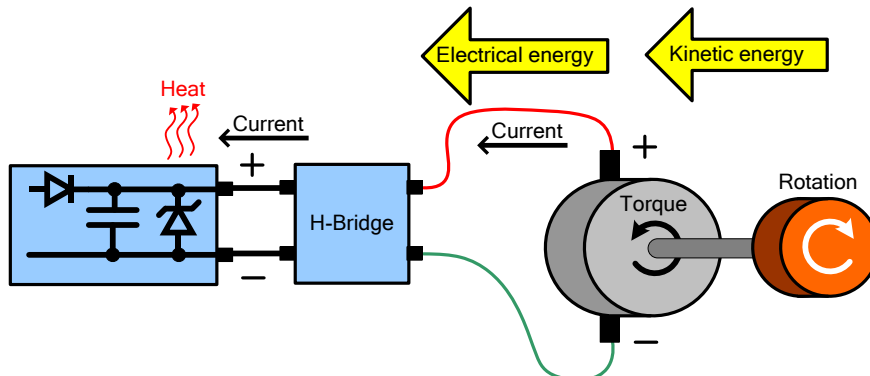 Electrical energy
Kinetic energy
Heat
Current
Current
+
+
Rotation
Torque
H-Bridge
−
−